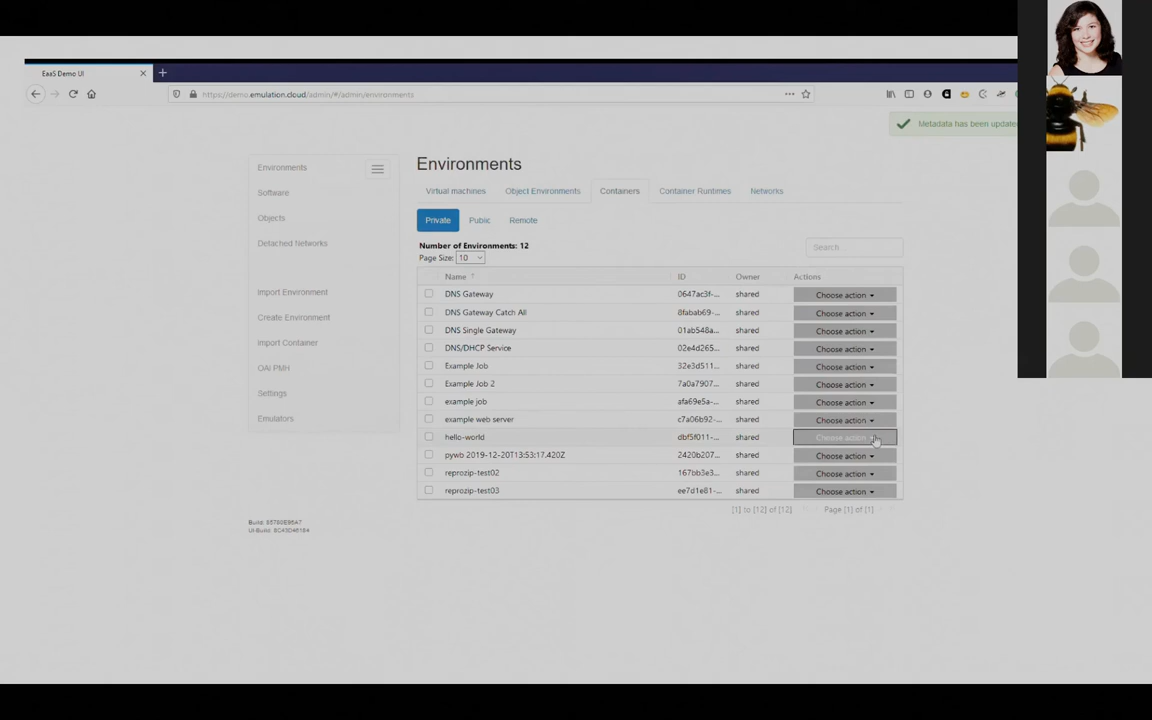 EaaS Demo UI
https://demo.emulation.cloud/admin/#/admin/environments
Metadata has been update
Environments
Software
Objects
Detached Networks
Import Environment
Create Environment
Import Container
OAI PMH
Settings
Emulators
Environments
Virtual machines Object Environments Containers Container Runtimes Networks
Private Public Remote
Number of Environments: 12
Search...
Page Size: 10
Name ID Owner Actions
DNS Gateway 0647ac3f-... shared Choose action
DNS Gateway Catch All 8fabab69-... shared Choose action
DNS Single Gateway 01ab548a... shared Choose action
DNS/DHCP Service 02e4d265... shared Choose action
Example Job 32e3d511... shared Choose action
Example Job 2 7a0a7907... shared Choose action
example job afa69e5a-... shared Choose action
example web server c7a06b92-... shared Choose action
hello-world dbf5f011-... shared Choose action
pywb 2019-12-20T13:53:17.420Z 2420b207... shared Choose action
reprozip-test02 167bb3e3... shared Choose action
reprozip-test03 ee7d1e81-... shared Choose action
[1] to [12] of [12] Page [1] of [1]